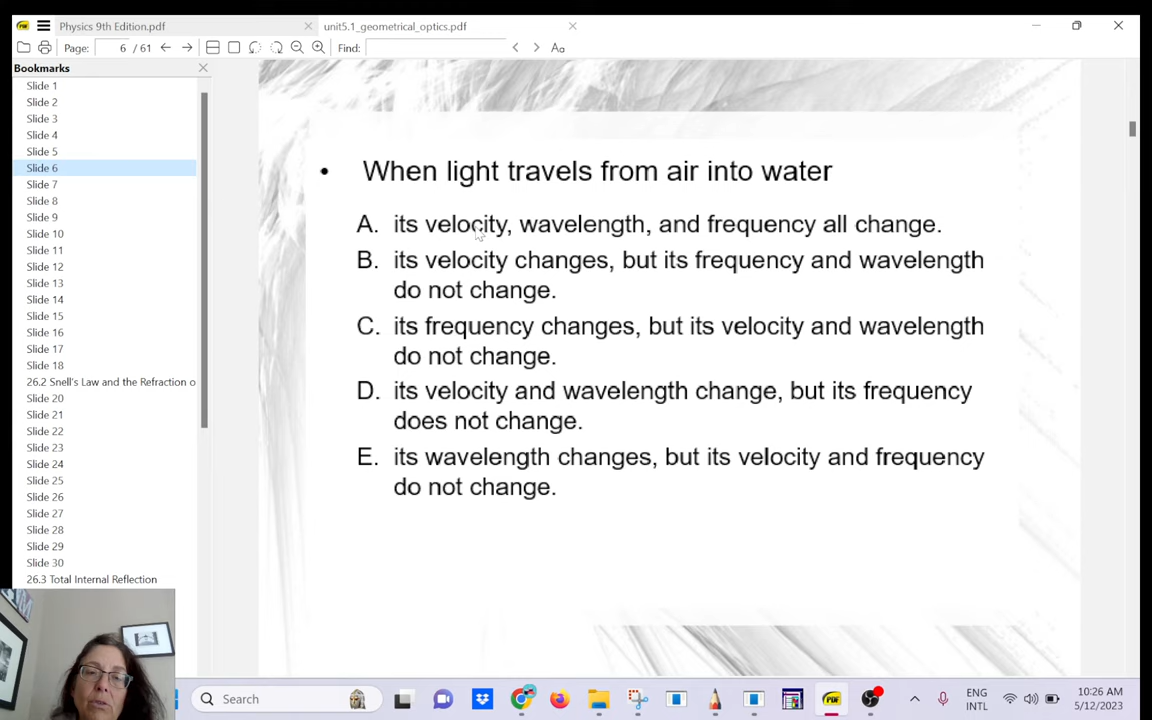 Physics 9th Edition.pdf
unit5.1_geometrical_optics.pdf
Page: 6 / 61
Find:
Aa
Bookmarks
Slide 1
Slide 2
Slide 3
Slide 4
Slide 5
Slide 6
Slide 7
Slide 8
Slide 9
Slide 10
Slide 11
Slide 12
Slide 13
Slide 14
Slide 15
Slide 16
Slide 17
Slide 18
26.2 Snell's Law and the Refraction o
Slide 20
Slide 21
Slide 22
Slide 23
Slide 24
Slide 25
Slide 26
Slide 27
Slide 28
Slide 29
Slide 30
26.3 Total Internal Reflection
• When light travels from air into water
A. its velocity, wavelength, and frequency all change.
B. its velocity changes, but its frequency and wavelength
do not change.
C. its frequency changes, but its velocity and wavelength
do not change.
D. its velocity and wavelength change, but its frequency
does not change.
E. its wavelength changes, but its velocity and frequency
do not change.
Search
PDF
ENG
INTL
10:26 AM
5/12/2023